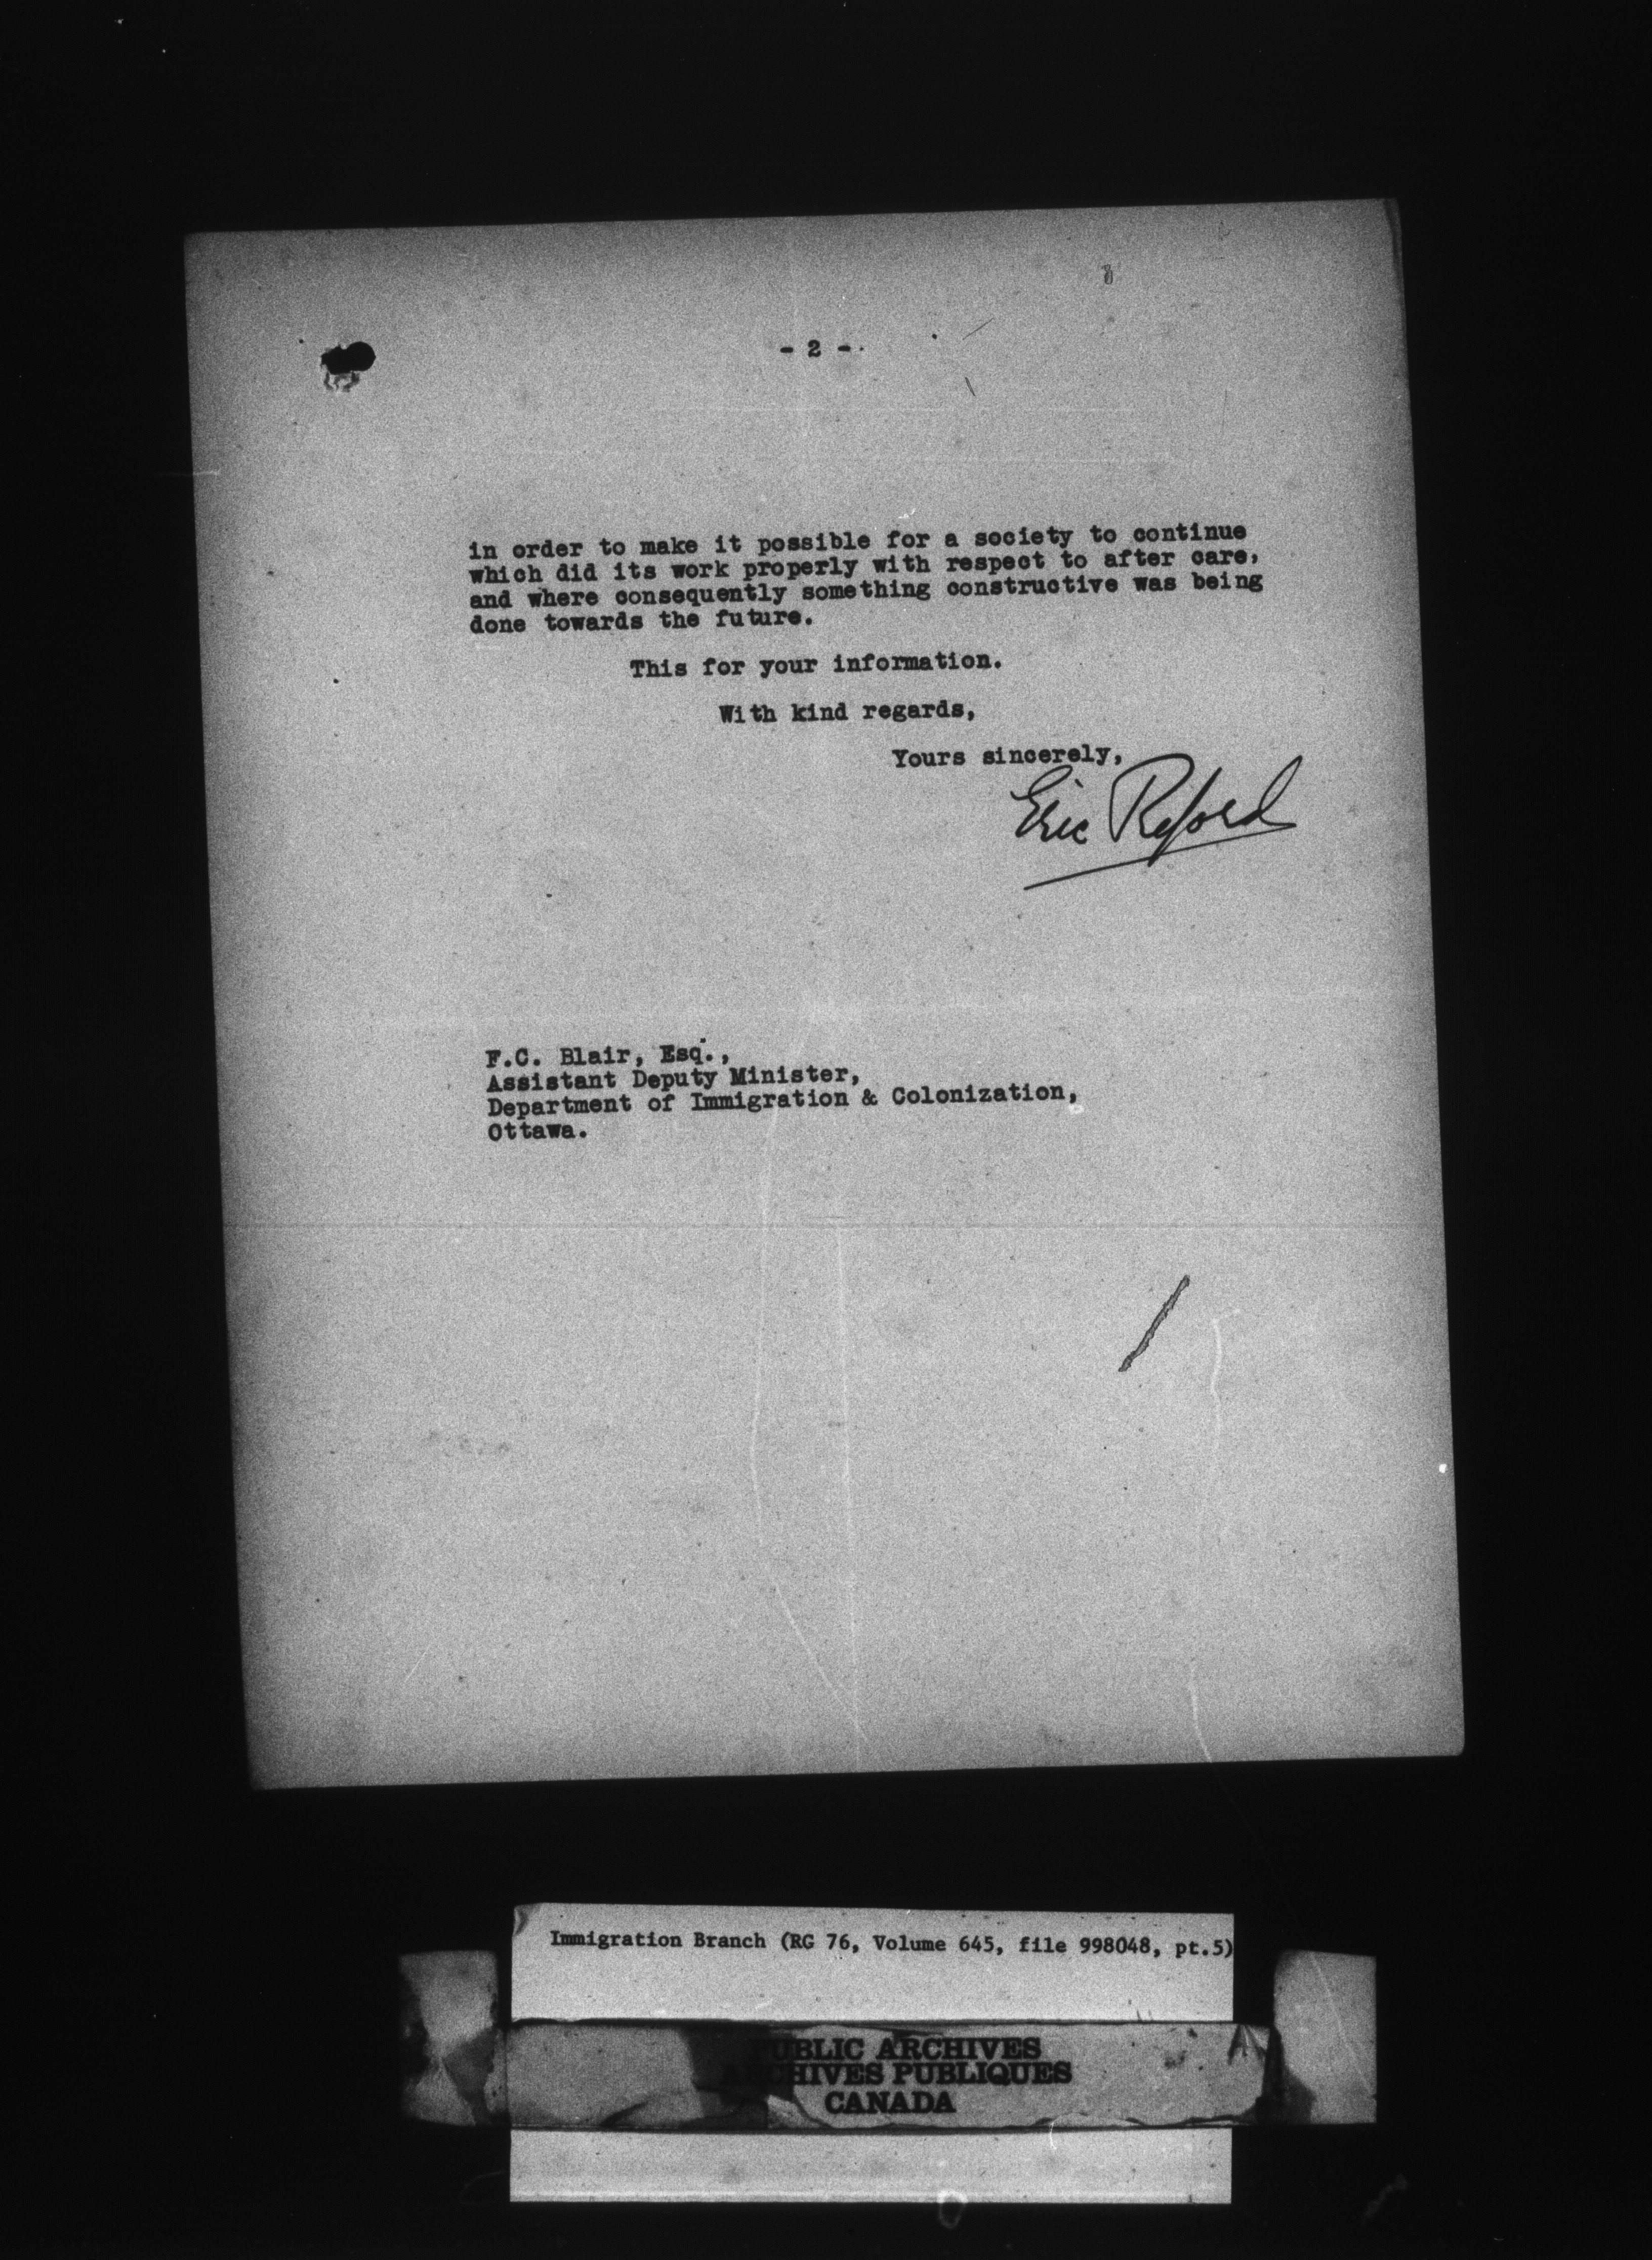 - 2 -
in order to make it possible for a society to continue
which did its work properly with respect to after care,
and where consequently something constructive was being
done towards the future.
This for your information.
With kind regards,
Yours sincerely,
Eric Reford
F.C. Blair, Esq.,
Assistant Deputy Minister,
Department of Immigration & Colonization,
Ottawa.
Immigration Branch (RG 76, Volume 645, file 998048, pt.5)
PUBLIC ARCHIVES
ARCHIVES PUBLIQUES
CANADA